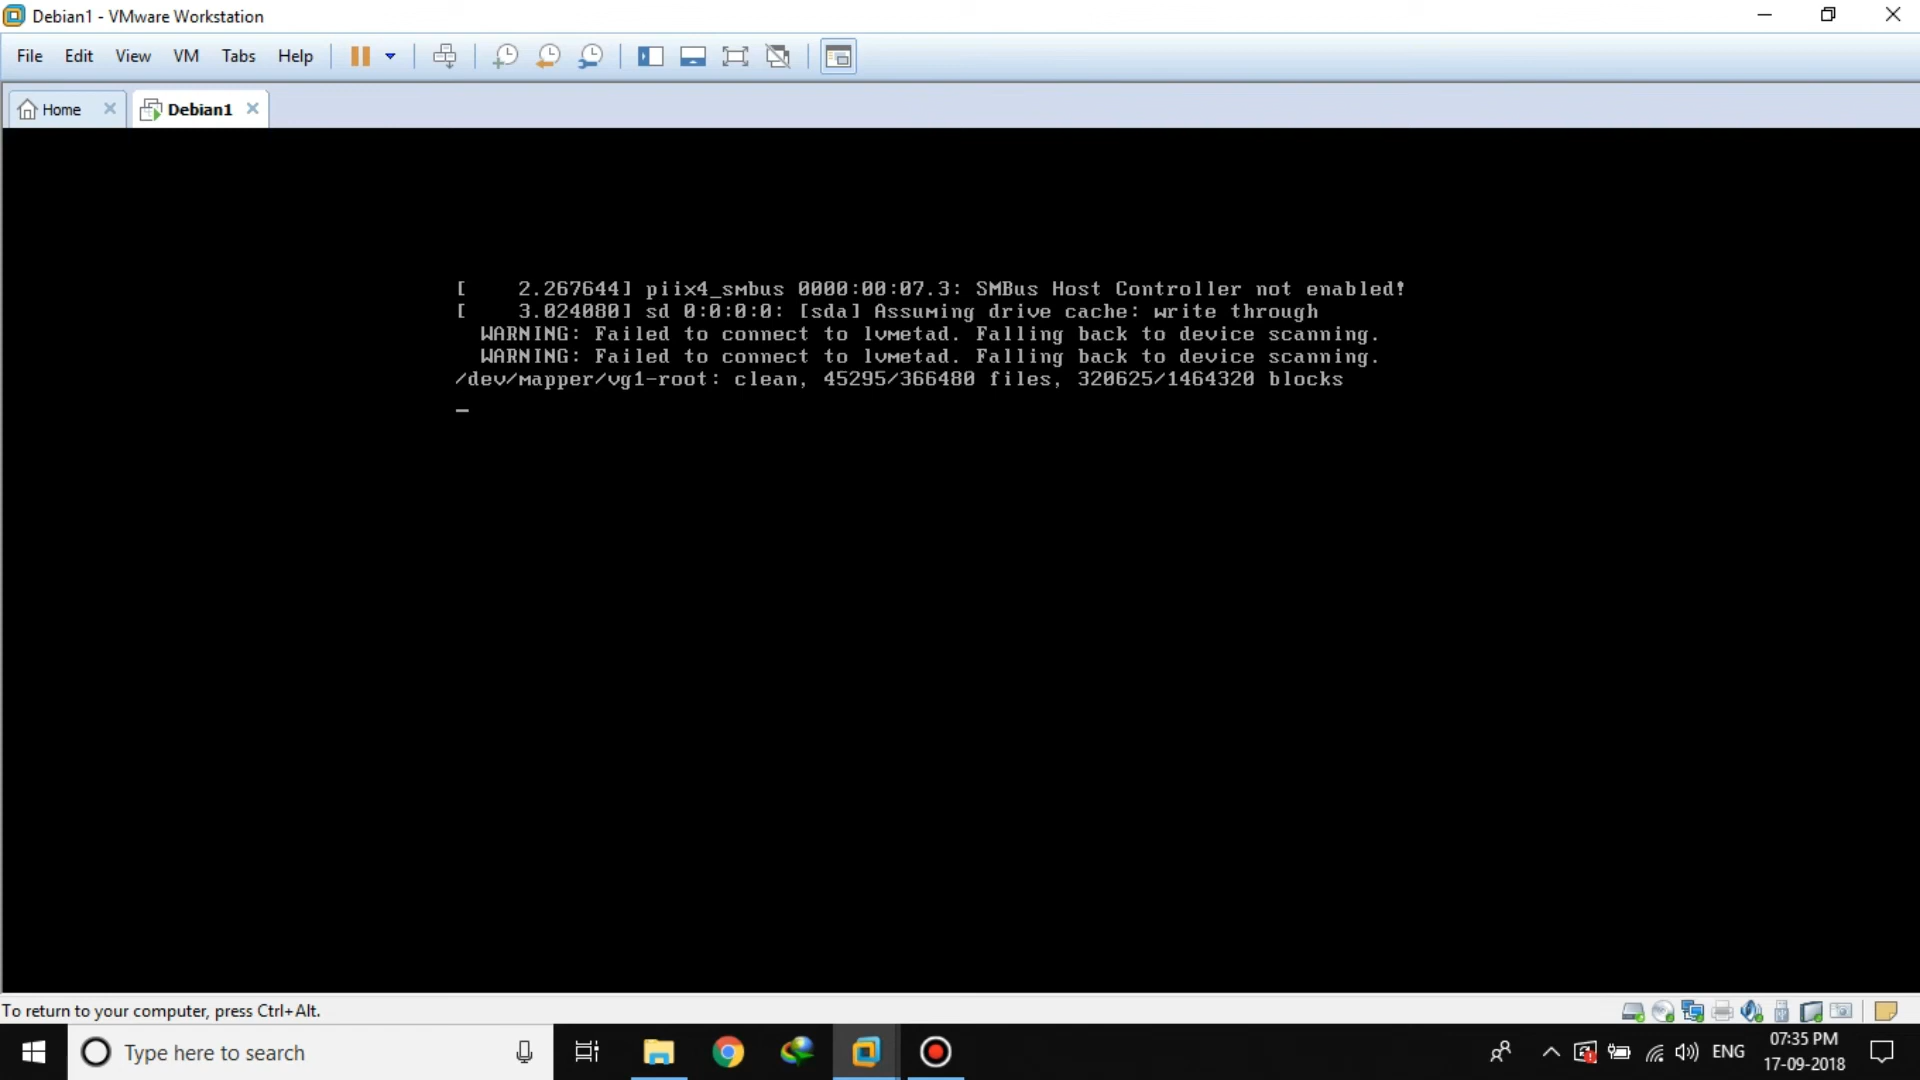 Debian1 - VMware Workstation
File Edit View VM Tabs Help
Home Debian1
[    2.267644] piix4_smbus 0000:00:07.3: SMBus Host Controller not enabled!
[    3.024080] sd 0:0:0:0: [sda] Assuming drive cache: write through
  WARNING: Failed to connect to lvmetad. Falling back to device scanning.
  WARNING: Failed to connect to lvmetad. Falling back to device scanning.
/dev/mapper/vg1-root: clean, 45295/366480 files, 320625/1464320 blocks
To return to your computer, press Ctrl+Alt.
Type here to search
ENG
07:35 PM
17-09-2018